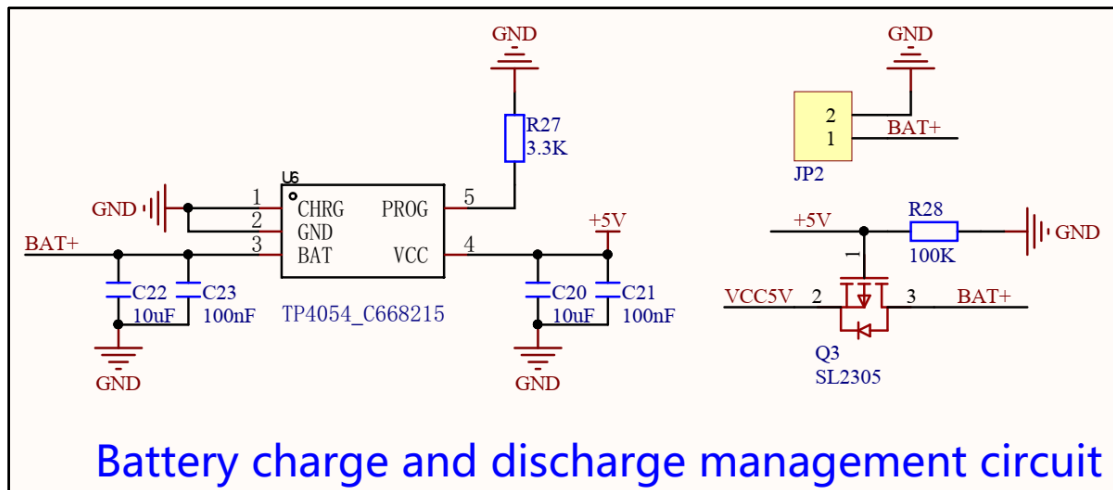 GND
R27
3.3K
U6
1
CHRG
PROG
5
GND
2
GND
BAT+
3
BAT
VCC
4
+5V
C22
10uF
C23
100nF
TP4054_C668215
C20
10uF
C21
100nF
GND
GND
GND
2
1
BAT+
JP2
+5V
R28
100K
GND
1
VCC5V
2
3
BAT+
Q3
SL2305
Battery charge and discharge management circuit